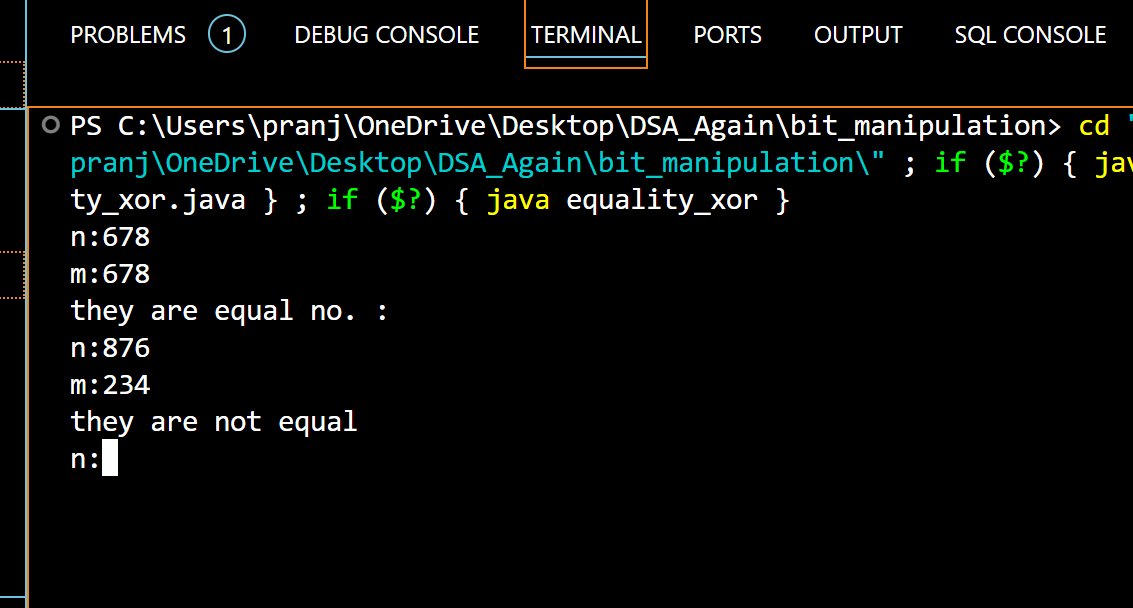 PROBLEMS 1 DEBUG CONSOLE TERMINAL PORTS OUTPUT SQL CONSOLE
PS C:\Users\pranj\OneDrive\Desktop\DSA_Again\bit_manipulation> cd "
pranj\OneDrive\Desktop\DSA_Again\bit_manipulation\" ; if ($?) { jav
ty_xor.java } ; if ($?) { java equality_xor }
n:678
m:678
they are equal no. :
n:876
m:234
they are not equal
n: